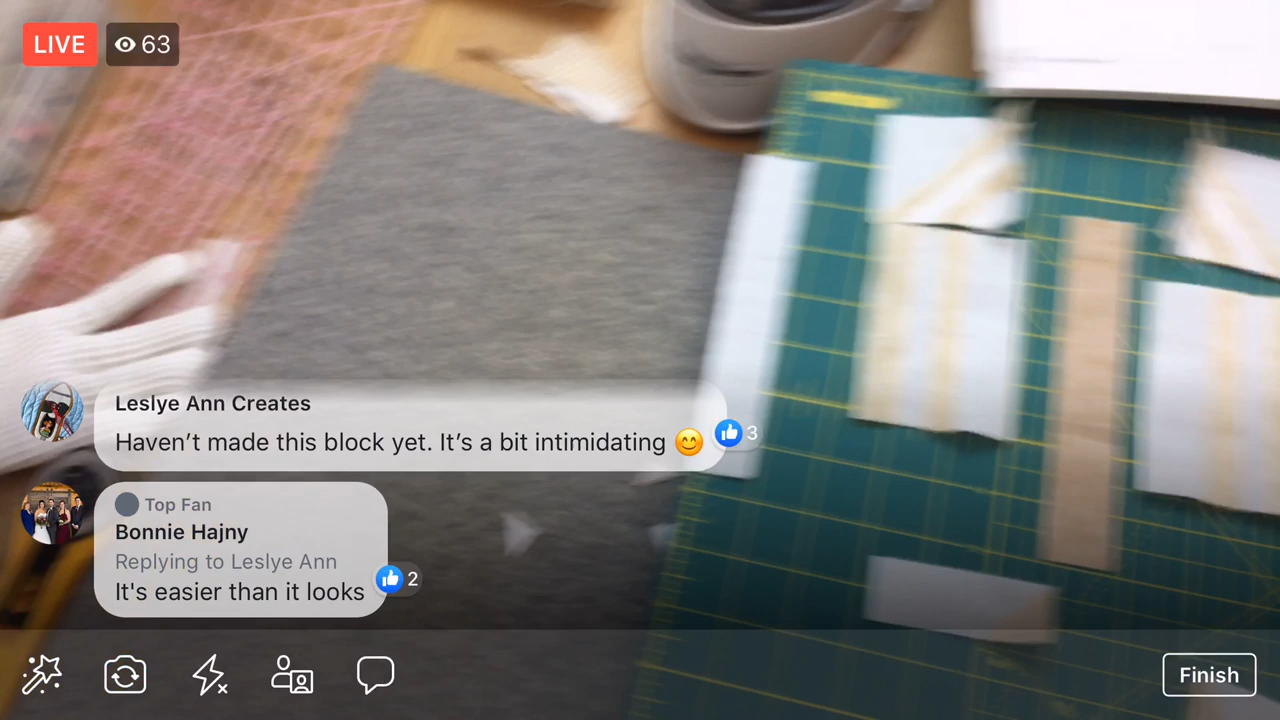 LIVE
63
Leslye Ann Creates
Haven’t made this block yet. It’s a bit intimidating 😊
3
Top Fan
Bonnie Hajny
Replying to Leslye Ann
It's easier than it looks
2
Finish